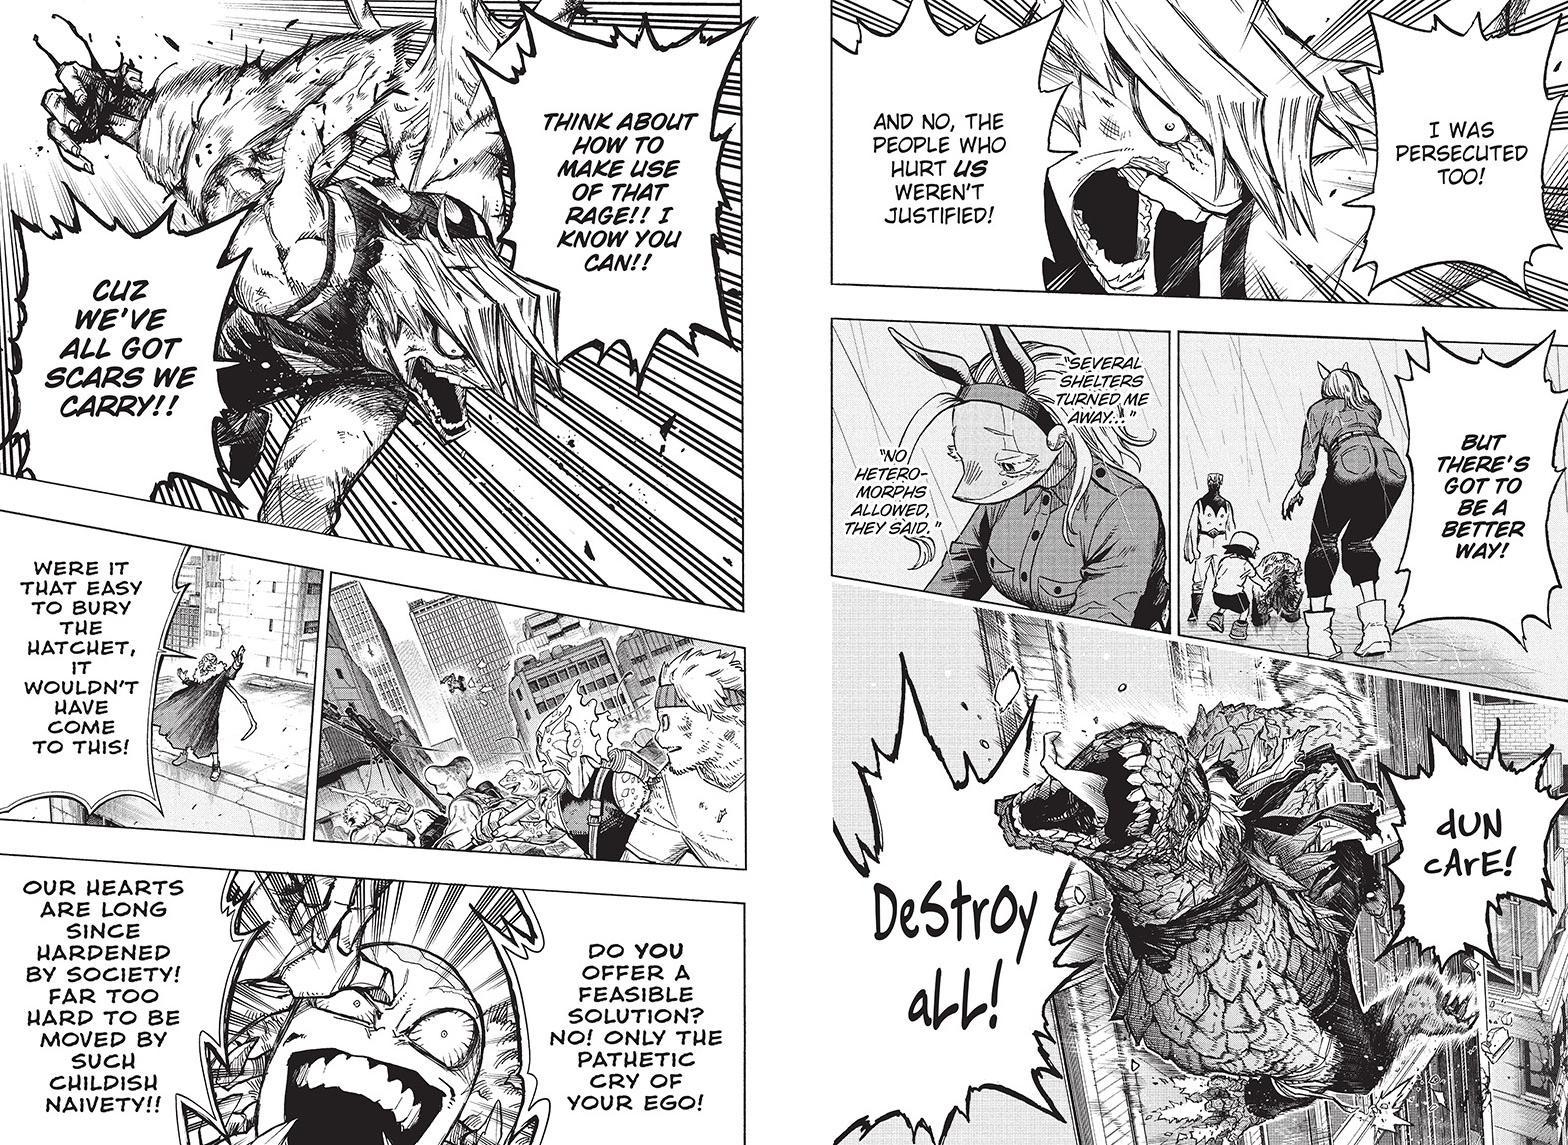 I WAS
PERSECUTED
TOO!
AND NO, THE
PEOPLE WHO
HURT US
WEREN'T
JUSTIFIED!
BUT
THERE'S
GOT TO
BE A
BETTER
WAY!
"SEVERAL
SHELTERS
TURNED ME
AWAY..."
"NO
HETERO-
MORPHS
ALLOWED,
THEY SAID."
dUN
cArE!
DeStrOy
aLL!
THINK ABOUT
HOW TO
MAKE USE
OF THAT
RAGE!! I
KNOW YOU
CAN!!
CUZ
WE'VE
ALL GOT
SCARS WE
CARRY!!
WERE IT
THAT EASY
TO BURY
THE
HATCHET,
IT
WOULDN'T
HAVE
COME
TO THIS!
DO YOU
OFFER A
FEASIBLE
SOLUTION?
NO! ONLY THE
PATHETIC
CRY OF
YOUR EGO!
OUR HEARTS
ARE LONG
SINCE
HARDENED
BY SOCIETY!
FAR TOO
HARD TO BE
MOVED BY
SUCH
CHILDISH
NAIVETY!!